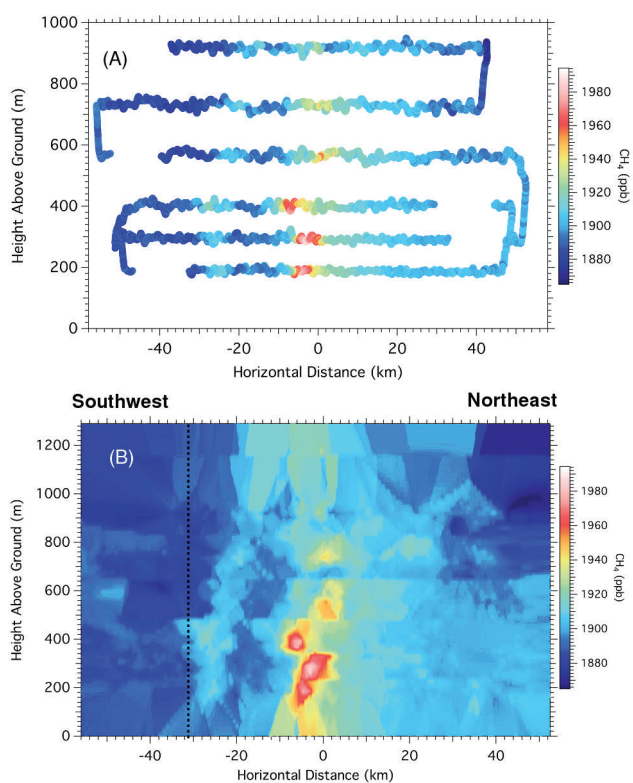 (A)
Height Above Ground (m)
1000
800
600
400
200
0
-40 -20 0 20 40
Horizontal Distance (km)
1980
1960
1940
1920
1900
1880
CH₄ (ppb)
Southwest Northeast
(B)
Height Above Ground (m)
1200
1000
800
600
400
200
0
-40 -20 0 20 40
Horizontal Distance (km)
1980
1960
1940
1920
1900
1880
CH₄ (ppb)